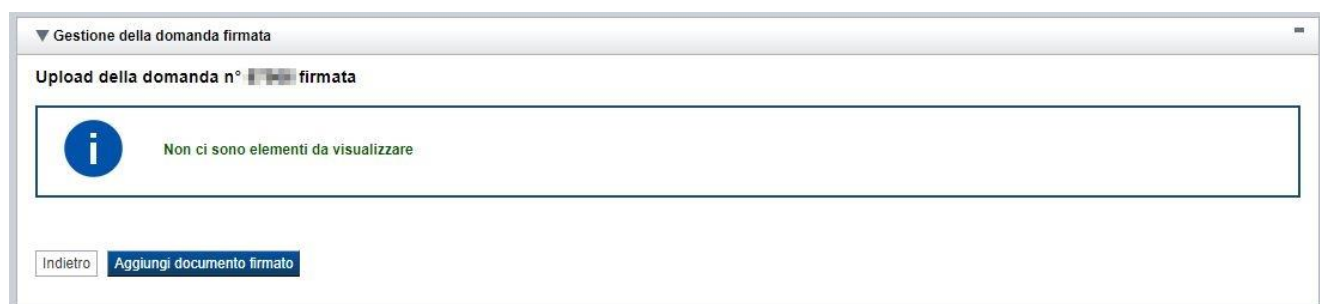 ▼ Gestione della domanda firmata
Upload della domanda n° firmata
i
Non ci sono elementi da visualizzare
Indietro
Aggiungi documento firmato